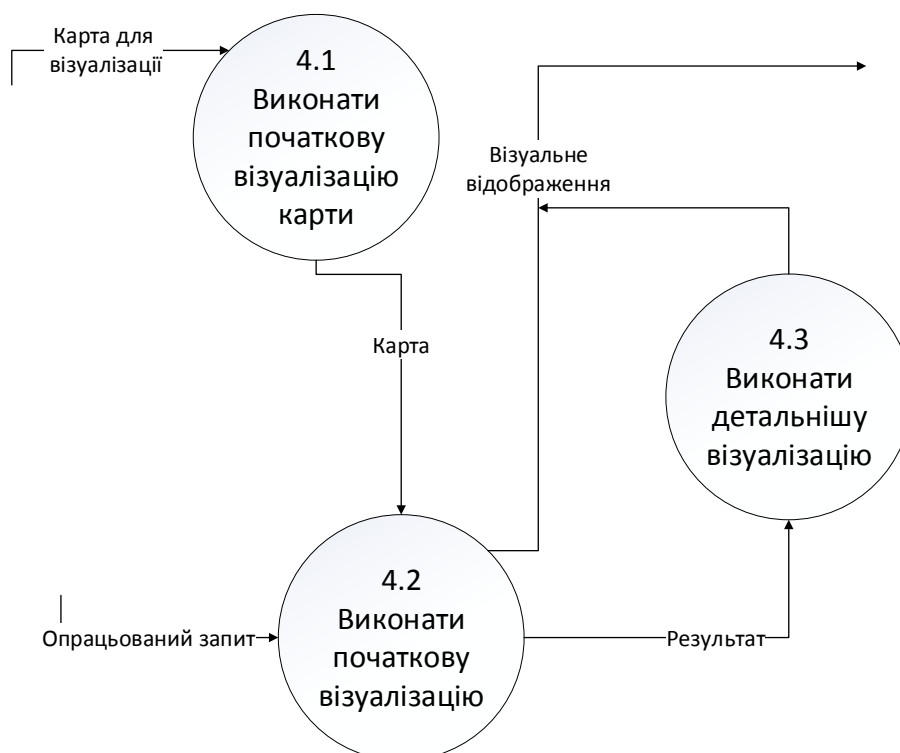 Карта для
візуалізації
4.1
Виконати
початкову
візуалізацію
карти
Візуальне
відображення
Карта
4.3
Виконати
детальнішу
візуалізацію
4.2
Виконати
початкову
візуалізацію
Опрацьований запит
Результат